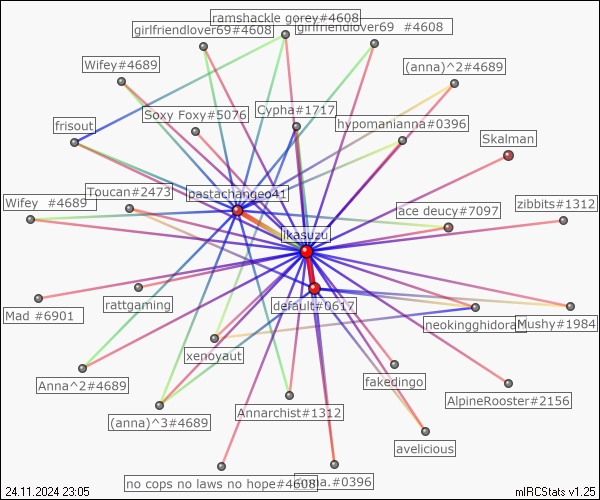 ramshackle gorey#4608
girlfriendlover69#4608
girlfriendlover69 #4608
Wifey#4689
(anna)^2#4689
Soxy Foxy#5076
Cypha#1717
frisout
hypomanianna#0396
Skalman
Toucan#2473
pastachangeo41
Wifey #4689
ace deucy#7097
zibbits#1312
ikasuzu
rattgaming
default#0617
Mad #6901
neokingghidora
Mushy#1984
xenoyaut
Anna^2#4689
fakedingo
AlpineRooster#2156
(anna)^3#4689
Annarchist#1312
avelicious
no cops no laws no hope#4608
#0396
24.11.2024 23:05
mIRCStats v1.25